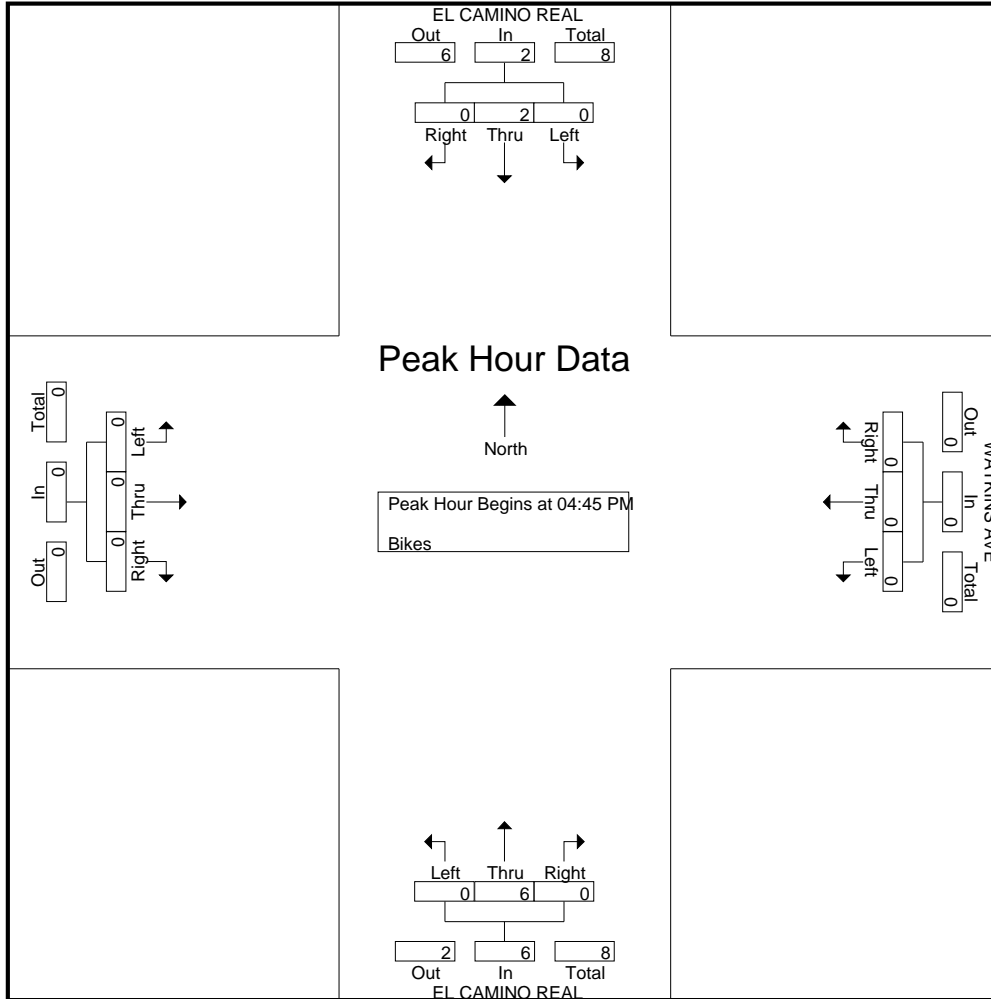 EL CAMINO REAL
Out In Total
6 2 8
0 2 0
Right Thru Left
Peak Hour Data
North
Peak Hour Begins at 04:45 PM
Bikes
Total In Out
0 0 0
0 0 0
Left Thru Right
Right Thru Left
0 0 0
Out In Total
0 0 0
WATKINS AVE
Left Thru Right
0 6 0
2 6 8
Out In Total
EL CAMINO REAL